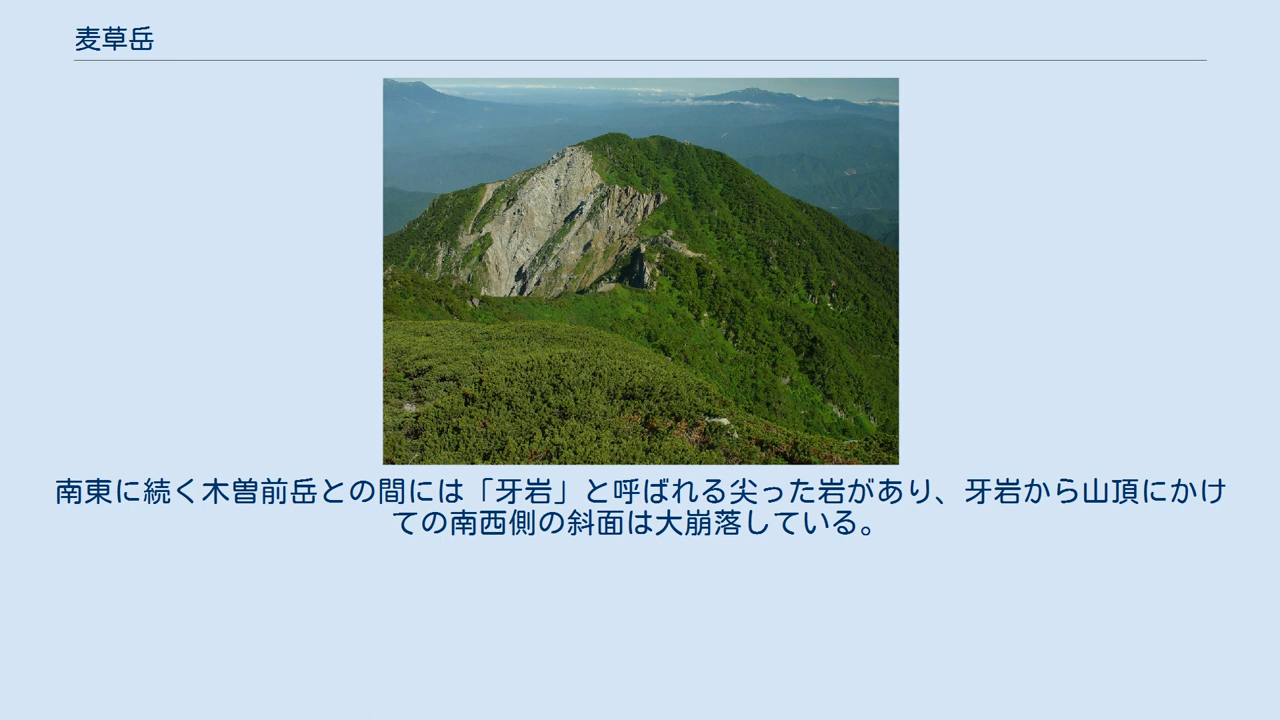 麦草岳
南東に続く木曽前岳との間には「牙岩」と呼ばれる尖った岩があり、牙岩から山頂にかけ
ての南西側の斜面は大崩落している。